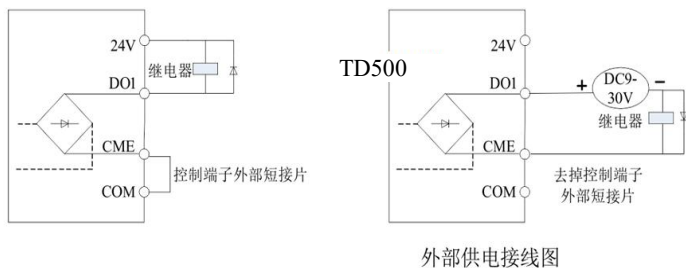 24V
继电器
DO1
CME
控制端子外部短接片
COM
TD500
24V
DO1
+
DC9-
30V
-
继电器
CME
去掉控制端子
外部短接片
COM
外部供电接线图